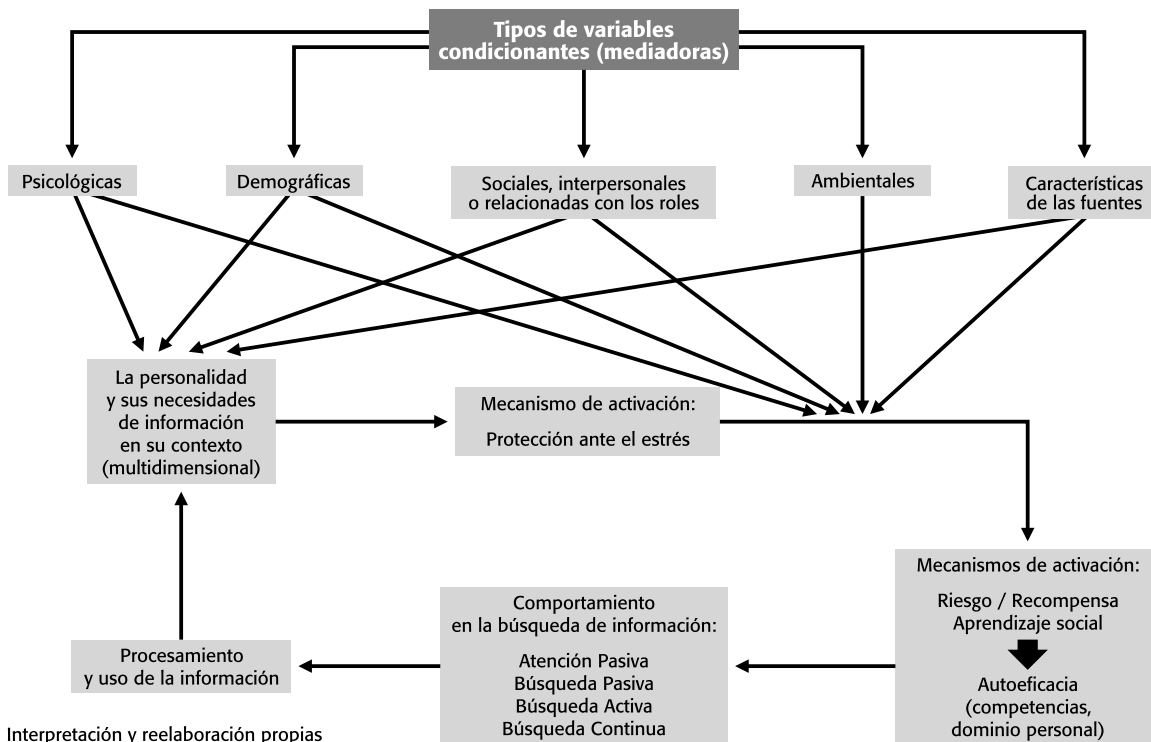 Tipos de variables
condicionantes (mediadoras)
Psicológicas
Demográficas
Sociales, interpersonales
o relacionadas con los roles
Ambientales
Características
de las fuentes
La personalidad
y sus necesidades
de información
en su contexto
(multidimensional)
Mecanismo de activación:
Protección ante el estrés
Mecanismos de activación:
Riesgo / Recompensa
Aprendizaje social
Autoeficacia
(competencias,
dominio personal)
Comportamiento
en la búsqueda de información:
Atención Pasiva
Búsqueda Pasiva
Búsqueda Activa
Búsqueda Continua
Procesamiento
y uso de la información
Interpretación y reelaboración propias